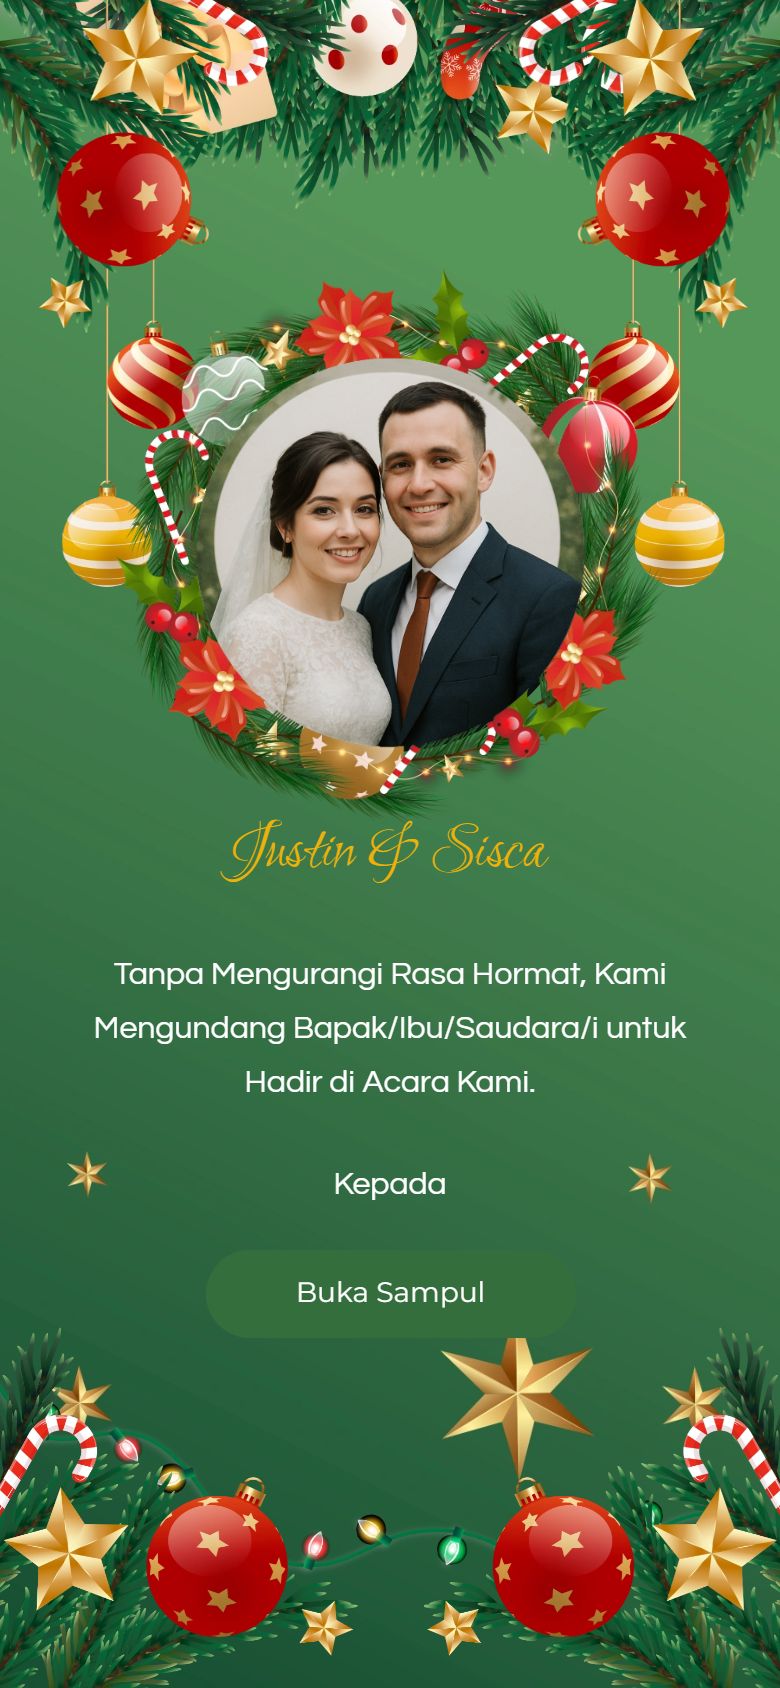 Justin & Sisca
Tanpa Mengurangi Rasa Hormat, Kami
Mengundang Bapak/Ibu/Saudara/i untuk
Hadir di Acara Kami.
Kepada
Buka Sampul